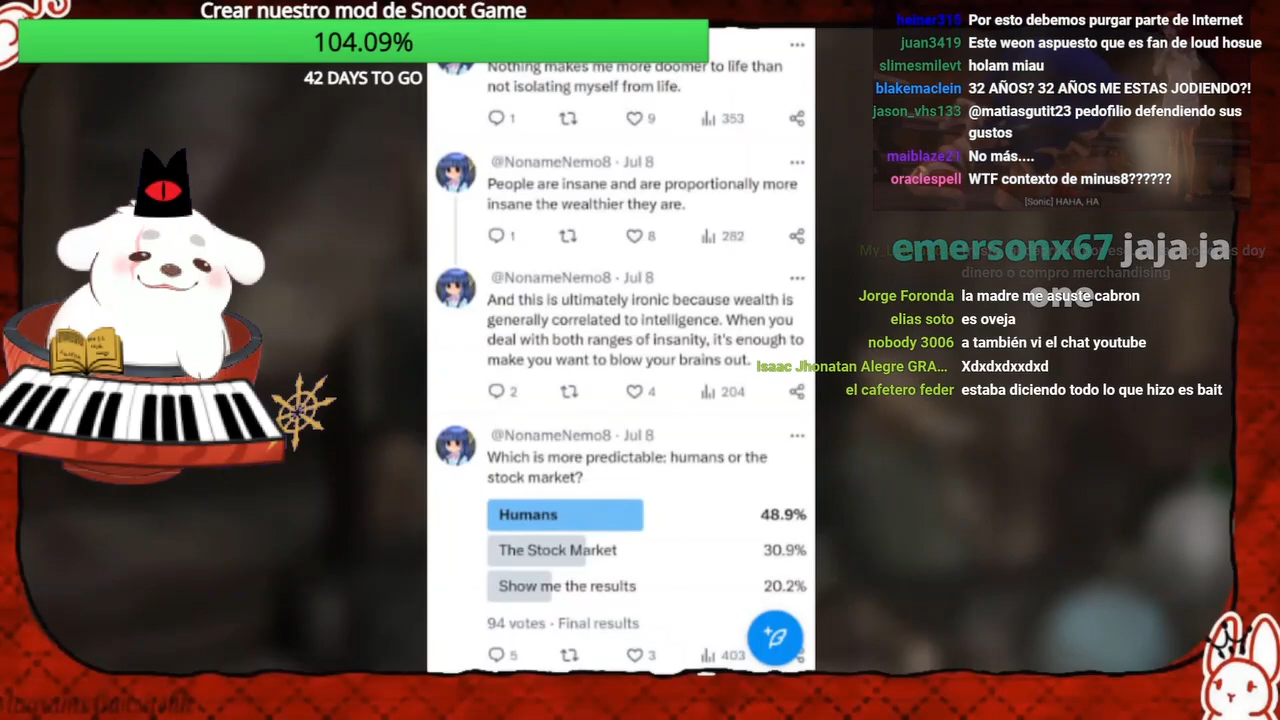 Crear nuestro mod de Snoot Game
104.09%
42 DAYS TO GO
Nothing makes me more doomer to life than
not isolating myself from life.
1 9 353
@NonameNemo8 · Jul 8
People are insane and are proportionally more
insane the wealthier they are.
1 8 282
@NonameNemo8 · Jul 8
And this is ultimately ironic because wealth is
generally correlated to intelligence. When you
deal with both ranges of insanity, it's enough to
make you want to blow your brains out.
2 4 204
@NonameNemo8 · Jul 8
Which is more predictable: humans or the
stock market?
Humans 48.9%
The Stock Market 30.9%
Show me the results 20.2%
94 votes · Final results
5 3 403
heiner315 Por esto debemos purgar parte de Internet
juan3419 Este weon aspuesto que es fan de loud hosue
slimesmilevt holam miau
blakemaclein 32 AÑOS? 32 AÑOS ME ESTAS JODIENDO?!
jason_vhs133 @matiasgutit23 pedofilio defendiendo sus
gustos
maiblaze21 No más....
oraclespell WTF contexto de minus8??????
[Sonic] HAHA, HA
emersonx67 jaja ja
one
doy
dinero o compro merchandising
Jorge Foronda la madre me asuste cabron
elias soto es oveja
nobody 3006 a también vi el chat youtube
Isaac Jhonatan Alegre GRA... Xdxdxdxxdxd
el cafetero feder estaba diciendo todo lo que hizo es bait